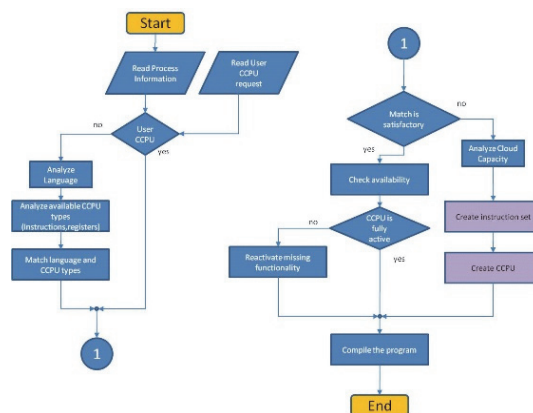 Start
Read Process
Information
Read User
CCPU
request
User
CCPU
no
yes
Analyze
Language
Analyze available CCPU
types
(instructions,registers)
Match language and
CCPU types
1
1
Match is
satisfactory
no
yes
Analyze Cloud
Capacity
Check availability
Create instruction set
CCPU is
fully
active
no
yes
Reactivate missing
functionality
Create CCPU
Compile the program
End